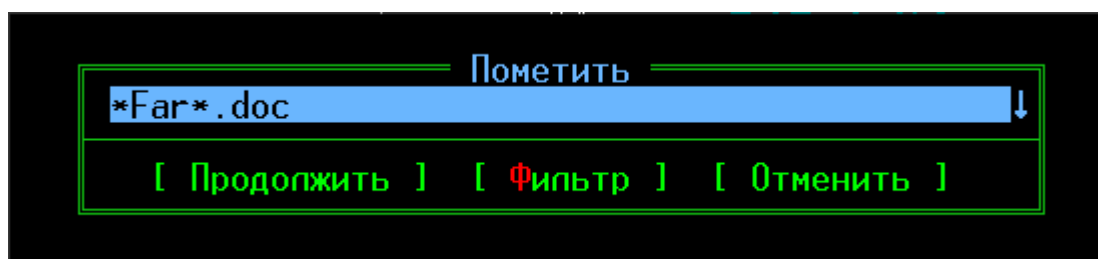 Пометить
*Far*.doc ↓
[ Продолжить ] [ Фильтр ] [ Отменить ]